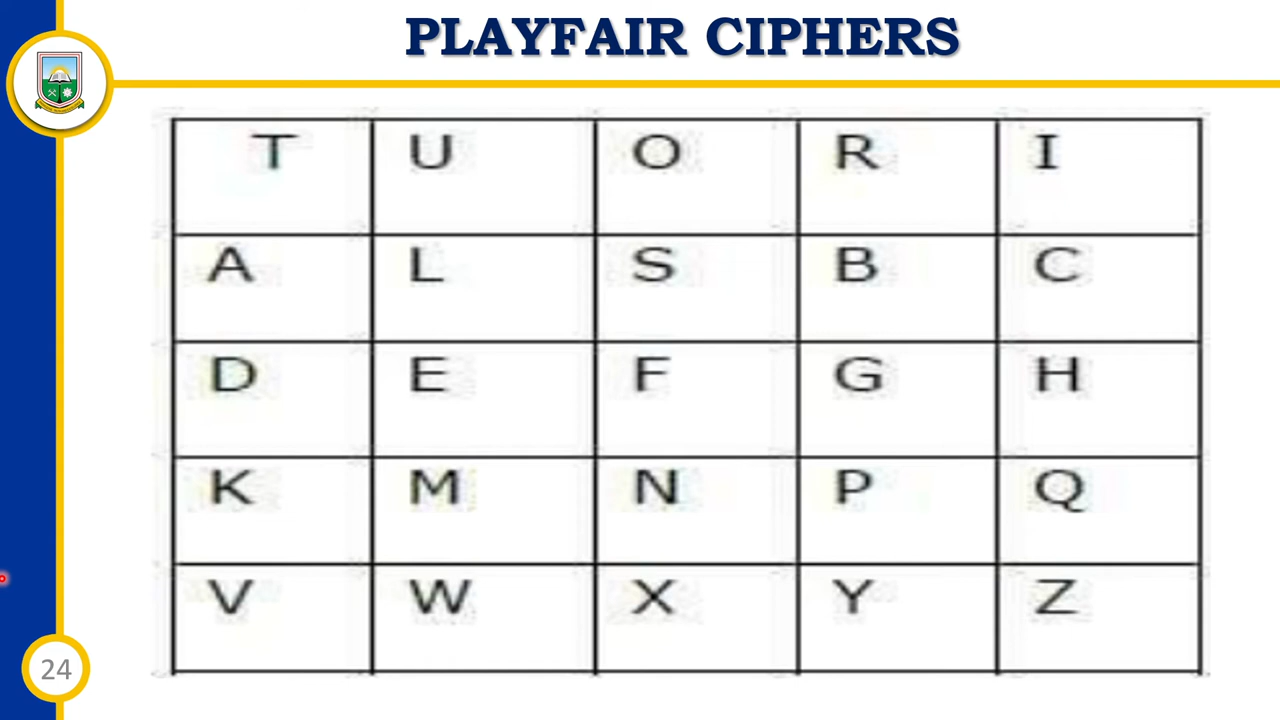 PLAYFAIR CIPHERS
T U O R I
A L S B C
D E F G H
K M N P Q
V W X Y Z
24